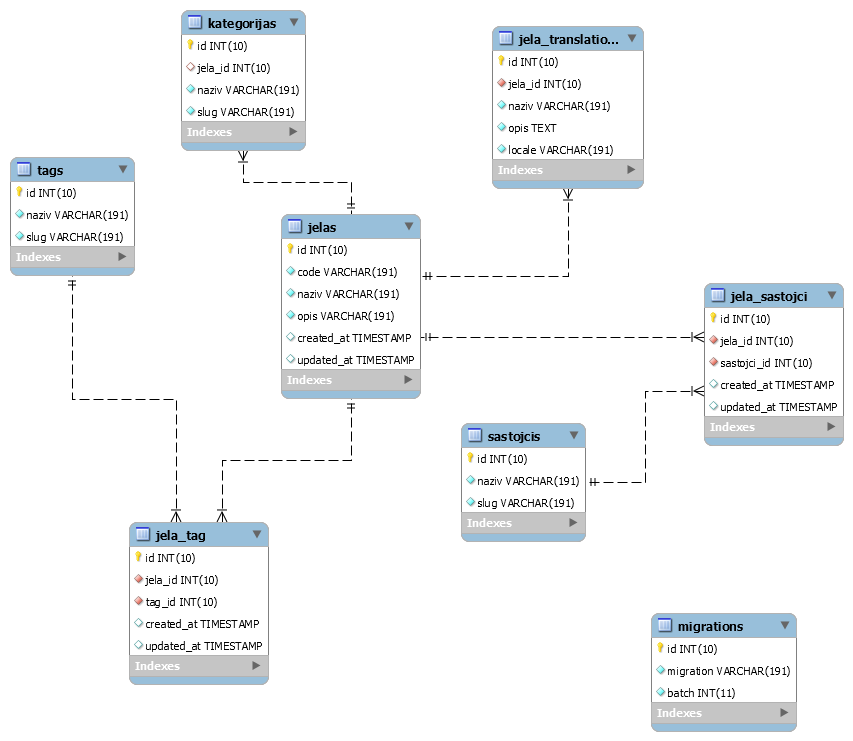 kategorijas
id INT(10)
jela_id INT(10)
naziv VARCHAR(191)
slug VARCHAR(191)
Indexes
jela_translatio...
id INT(10)
jela_id INT(10)
naziv VARCHAR(191)
opis TEXT
locale VARCHAR(191)
Indexes
tags
id INT(10)
naziv VARCHAR(191)
slug VARCHAR(191)
Indexes
jelas
id INT(10)
code VARCHAR(191)
naziv VARCHAR(191)
opis VARCHAR(191)
created_at TIMESTAMP
updated_at TIMESTAMP
Indexes
jela_sastojci
id INT(10)
jela_id INT(10)
sastojci_id INT(10)
created_at TIMESTAMP
updated_at TIMESTAMP
Indexes
sastojcis
id INT(10)
naziv VARCHAR(191)
slug VARCHAR(191)
Indexes
jela_tag
id INT(10)
jela_id INT(10)
tag_id INT(10)
created_at TIMESTAMP
updated_at TIMESTAMP
Indexes
migrations
id INT(10)
migration VARCHAR(191)
batch INT(11)
Indexes